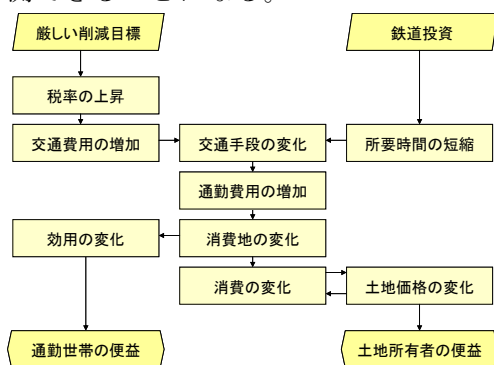 厳しい削減目標
鉄道投資
税率の上昇
交通費用の増加
交通手段の変化
所要時間の短縮
通勤費用の増加
効用の変化
消費地の変化
消費の変化
土地価格の変化
通勤世帯の便益
土地所有者の便益